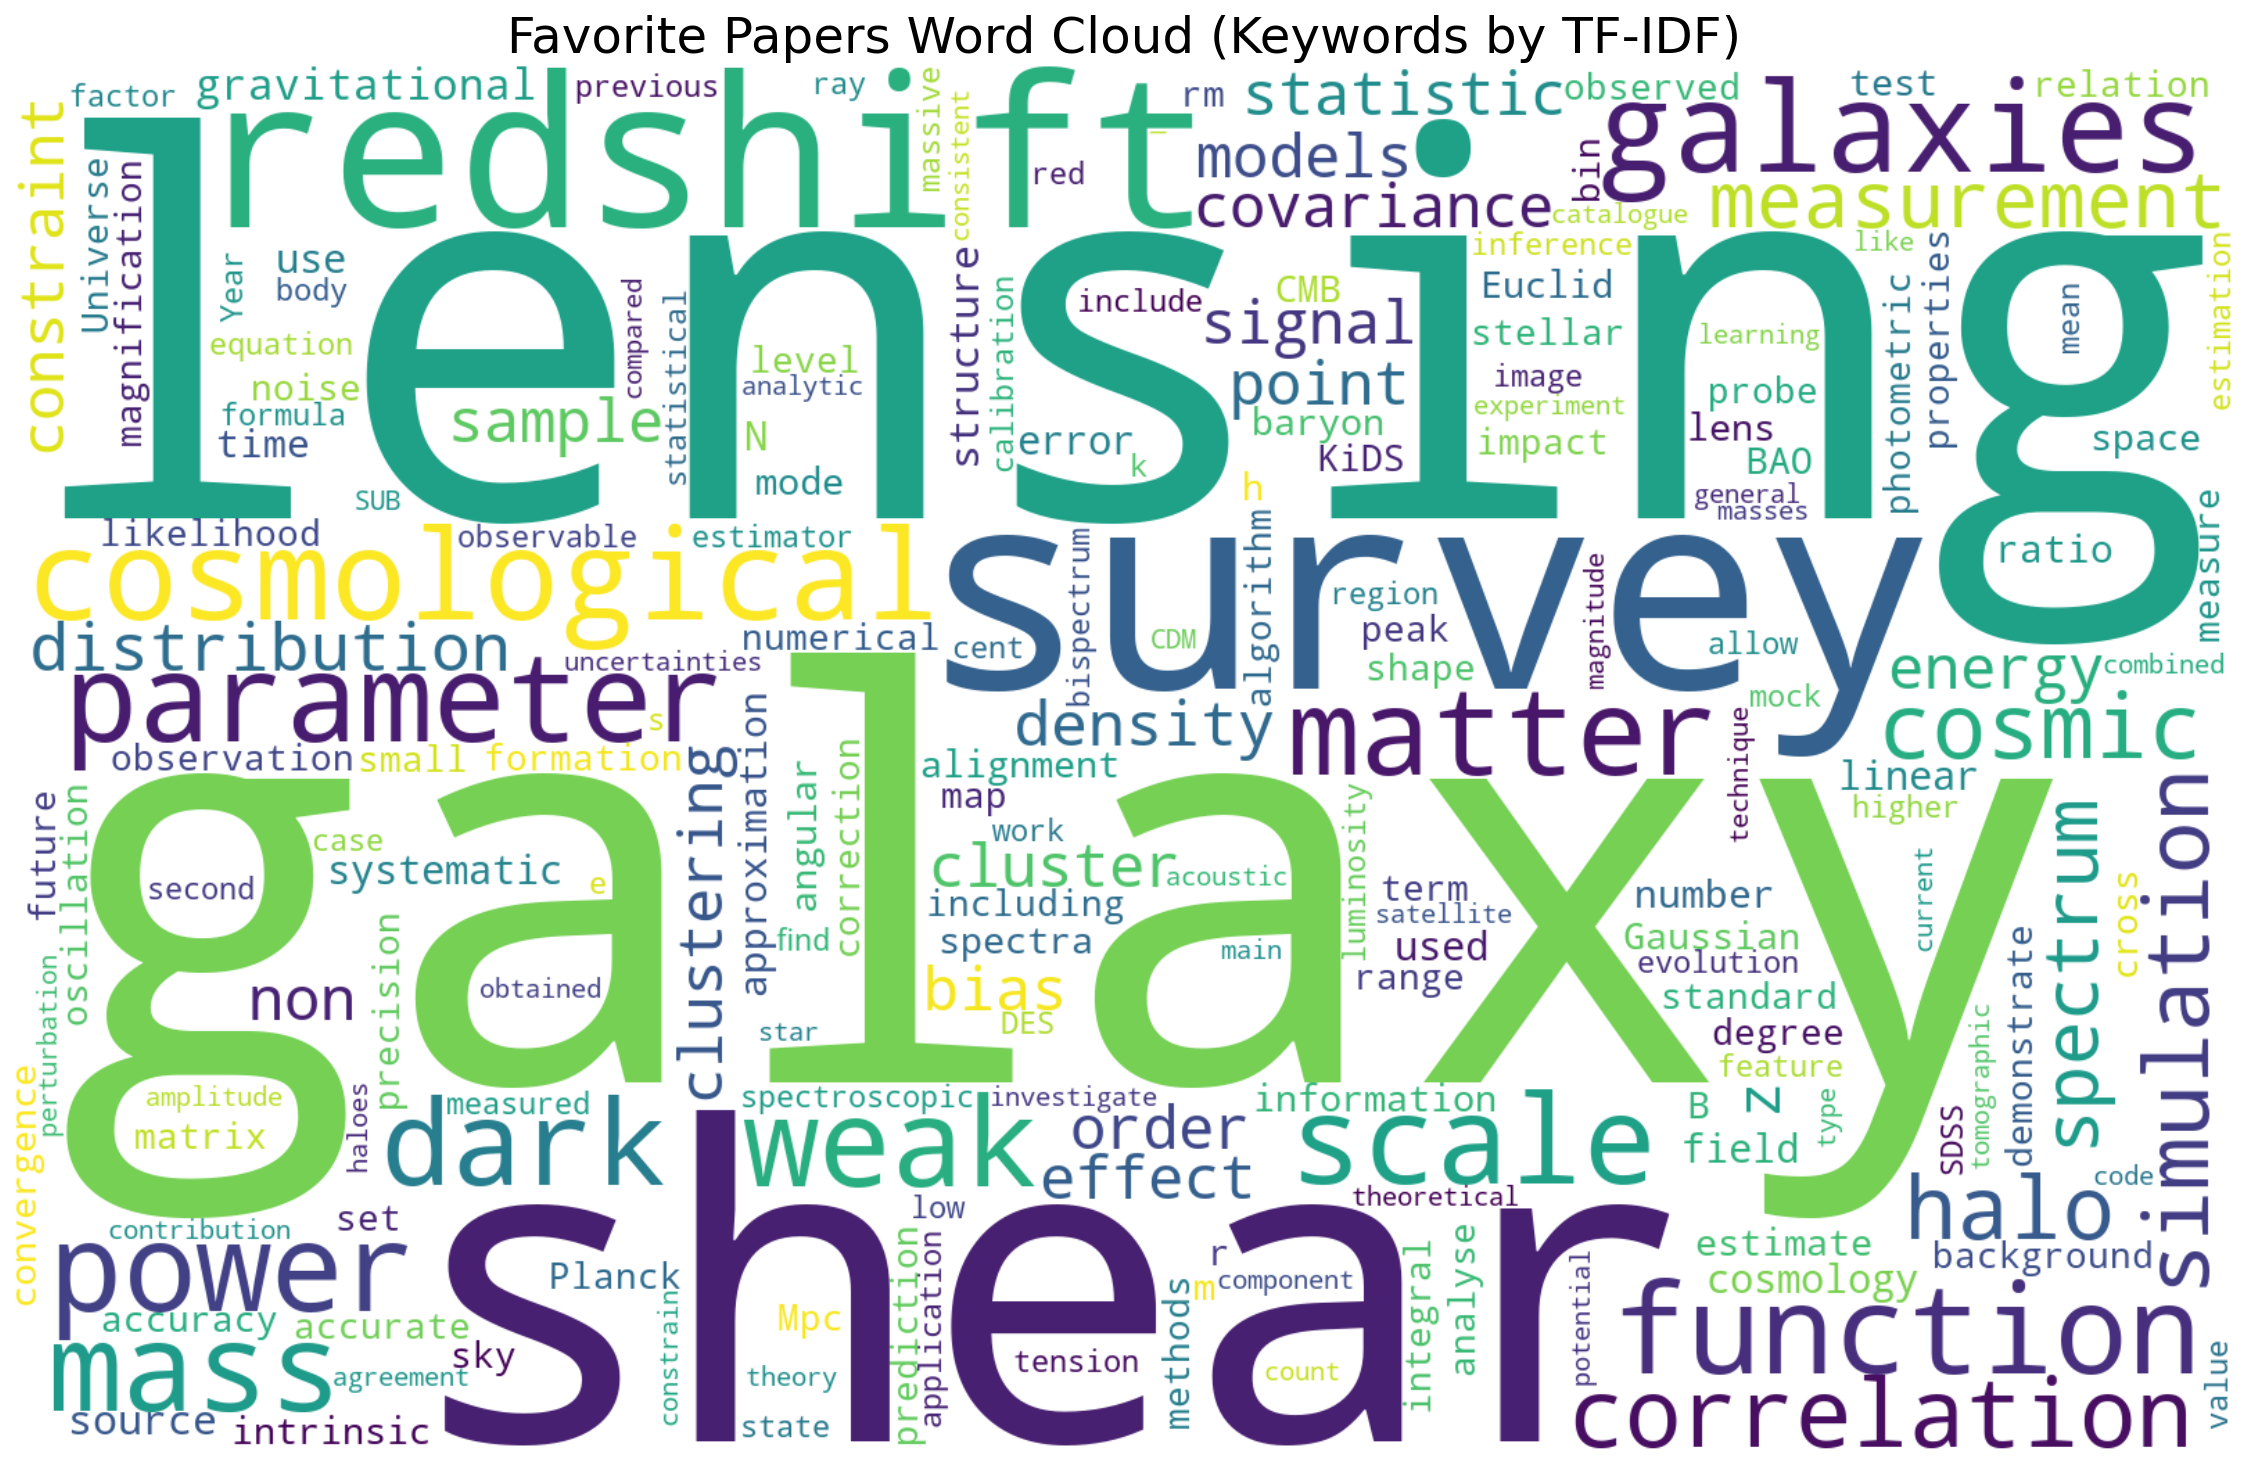 Favorite Papers Word Cloud (Keywords by TF-IDF)
factor
gravitational
previous
ray
massive
consistent
redshift
red
rm
statistic
observed
test
relation
models
galaxies
bin
covariance
catalogue
measurement
constraint
Universe
magnification
Year
use
body
equation
noise
formula
time
lensing
compared
statistical
level
analytic
sample
N
mode
SUB
structure
calibration
include
error
k
CMB
signal
point
baryon
KiDS
h
inference
Euclid
stellar
image
experiment
impact
like
learning
probe
lens
BAO
general
masses
photometric
properties
mean
estimation
space
ratio
measure
likelihood
observable
estimator
cosmological
survey
distribution
numerical
cent
uncertainties
parameter
bispectrum
CDM
algorithm
region
peak
shape
magnitude
allow
mock
energy
combined
cosmic
density
matter
technique
linear
higher
observation
small
formation
s
clustering
approximation
angular
correction
alignment
map
work
cluster
acoustic
including
spectra
main
bias
DES
find
star
luminosity
term
satellite
used
range
number
Gaussian
evolution
standard
degree
feature
current
galaxy
future
oscillation
case
second
systematic
e
precision
obtained
non
perturbation
amplitude
matrix
haloes
convergence
cross
spectrum
simulation
demonstrate
tomographic
SDSS
dark
measured
spectroscopic
investigate
weak
order
effect
information
scale
theoretical
B
Z
field
type
code
halo
background
contribution
set
power
shear
low
Planck
constrain
Mpc
prediction
application
r
m
component
methods
integral
analyse
potential
estimate
cosmology
function
accuracy
accurate
mass
sky
agreement
theory
tension
count
source
intrinsic
state
correlation
value